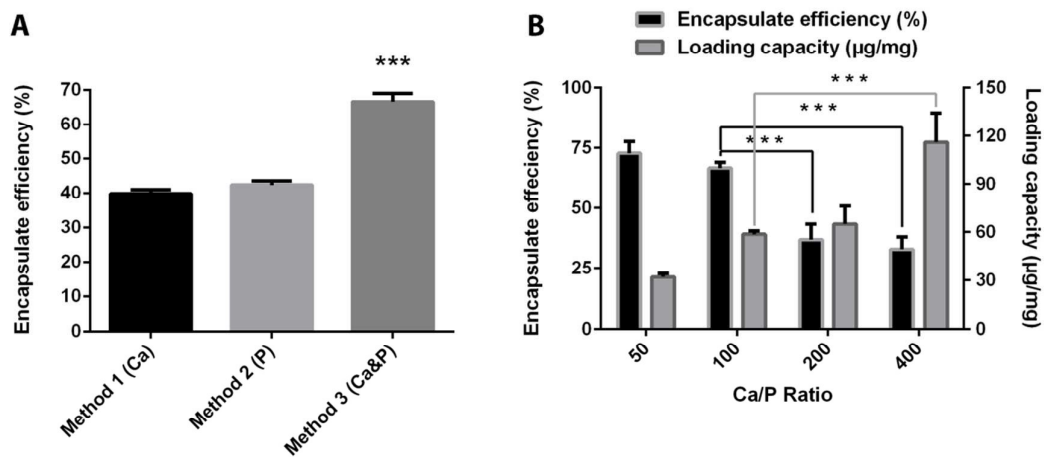 A
Encapsulate efficiency (%)
70
60
50
40
30
20
10
0
***
Method 1 (Ca)
Method 2 (P)
Method 3 (Ca&P)
B
Encapsulate efficiency (%)
Loading capacity (µg/mg)
Encapsulate effeciency (%)
100
75
50
25
0
***
***
***
150
120
90
60
30
0
Loading capacity (µg/mg)
50
100
200
400
Ca/P Ratio